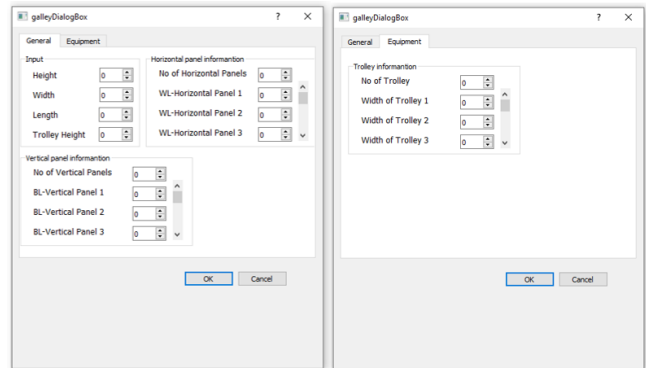 galleyDialogBox ? ×
General Equipment
Input
Height 0
Width 0
Length 0
Trolley Height 0
Horizontal panel informantion
No of Horizontal Panels 0
WL-Horizontal Panel 1 0
WL-Horizontal Panel 2 0
WL-Horizontal Panel 3 0
Vertical panel informantion
No of Vertical Panels 0
BL-Vertical Panel 1 0
BL-Vertical Panel 2 0
BL-Vertical Panel 3 0
OK Cancel
galleyDialogBox ? ×
General Equipment
Trolley informantion
No of Trolley 0
Width of Trolley 1 0
Width of Trolley 2 0
Width of Trolley 3 0
OK Cancel